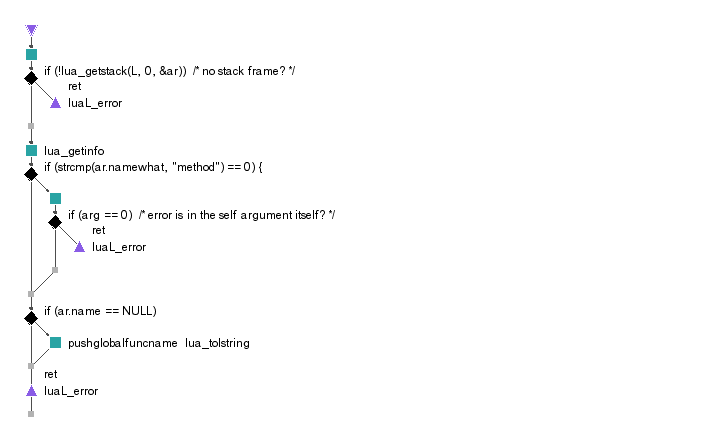 if (!lua_getstack(L, 0, &ar))  /* no stack frame? */
ret
luaL_error
lua_getinfo
if (strcmp(ar.namewhat, "method") == 0) {
if (arg == 0)  /* error is in the self argument itself? */
ret
luaL_error
if (ar.name == NULL)
pushglobalfuncname  lua_tolstring
ret
luaL_error